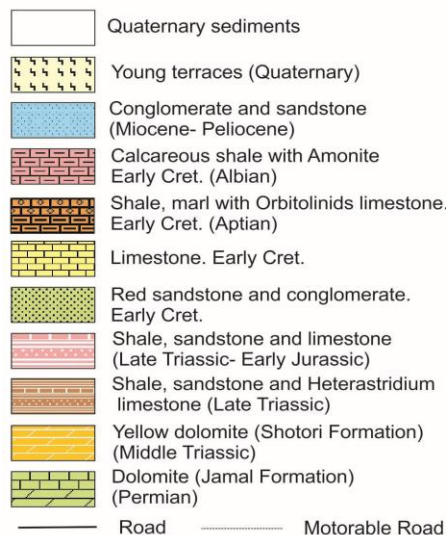 Quaternary sediments
Young terraces (Quaternary)
Conglomerate and sandstone
(Miocene- Peliocene)
Calcareous shale with Amonite
Early Cret. (Albian)
Shale, marl with Orbitolinids limestone.
Early Cret. (Aptian)
Limestone. Early Cret.
Red sandstone and conglomerate.
Early Cret.
Shale, sandstone and limestone
(Late Triassic- Early Jurassic)
Shale, sandstone and Heterastridium
limestone (Late Triassic)
Yellow dolomite (Shotori Formation)
(Middle Triassic)
Dolomite (Jamal Formation)
(Permian)
Road Motorable Road